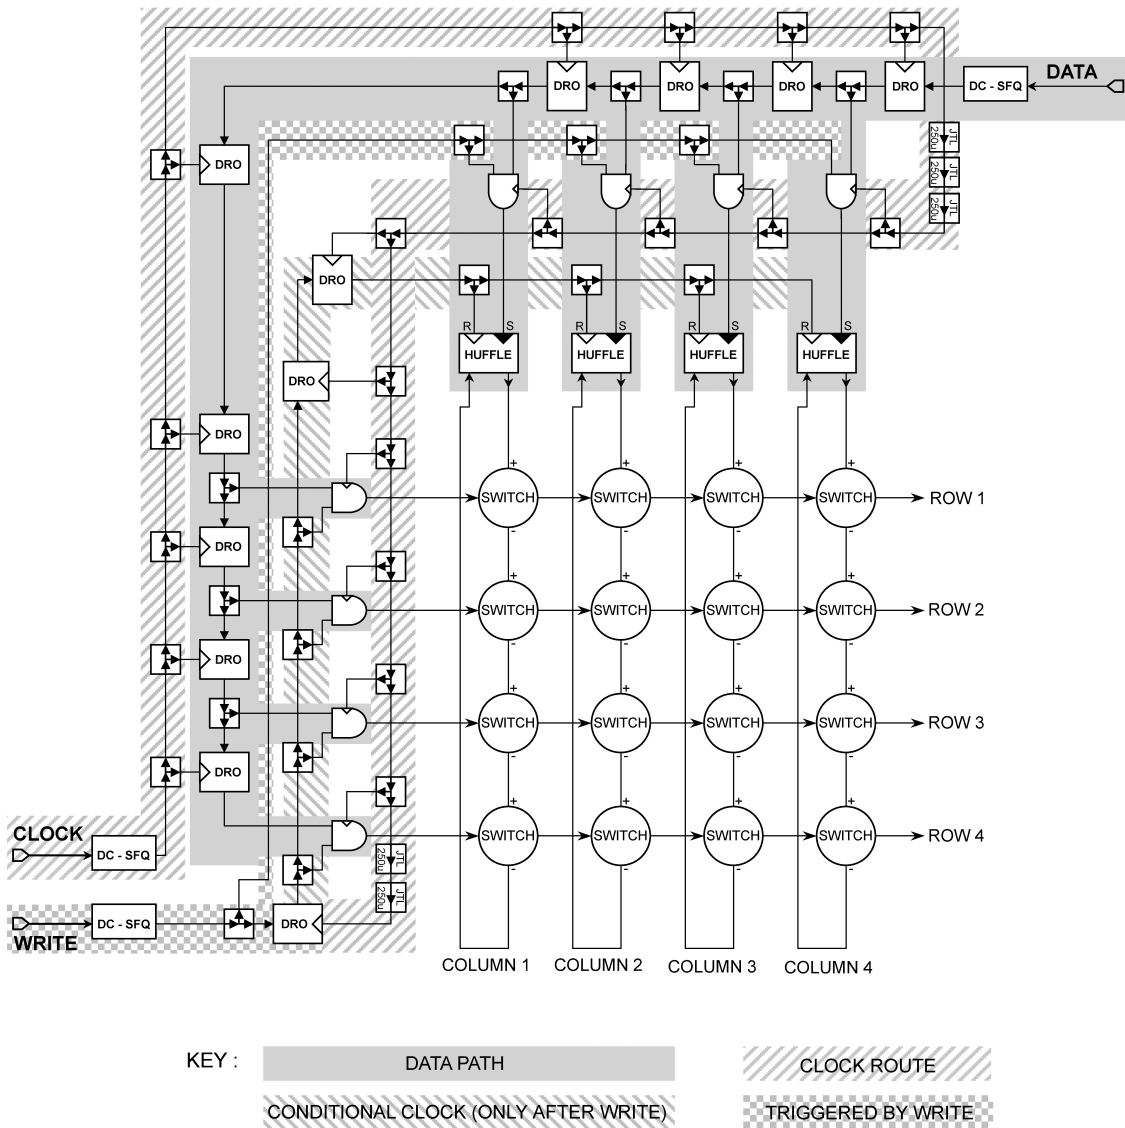 DATA
DRO
DRO
DRO
DRO
DC - SFQ
JTL
250u
JTL
250u
JTL
250u
DRO
DRO
R
S
R
S
R
S
R
S
HUFFLE
HUFFLE
HUFFLE
HUFFLE
DRO
DRO
+ + + +
SWITCH SWITCH SWITCH SWITCH ROW 1
- - - -
DRO
+ + + +
SWITCH SWITCH SWITCH SWITCH ROW 2
- - - -
DRO
+ + + +
SWITCH SWITCH SWITCH SWITCH ROW 3
- - - -
DRO
+ + + +
SWITCH SWITCH SWITCH SWITCH ROW 4
- - - -
CLOCK
DC - SFQ
JTL
250u
JTL
250u
DC - SFQ
DRO
WRITE
COLUMN 1
COLUMN 2
COLUMN 3
COLUMN 4
KEY :
DATA PATH
CLOCK ROUTE
CONDITIONAL CLOCK (ONLY AFTER WRITE)
TRIGGERED BY WRITE